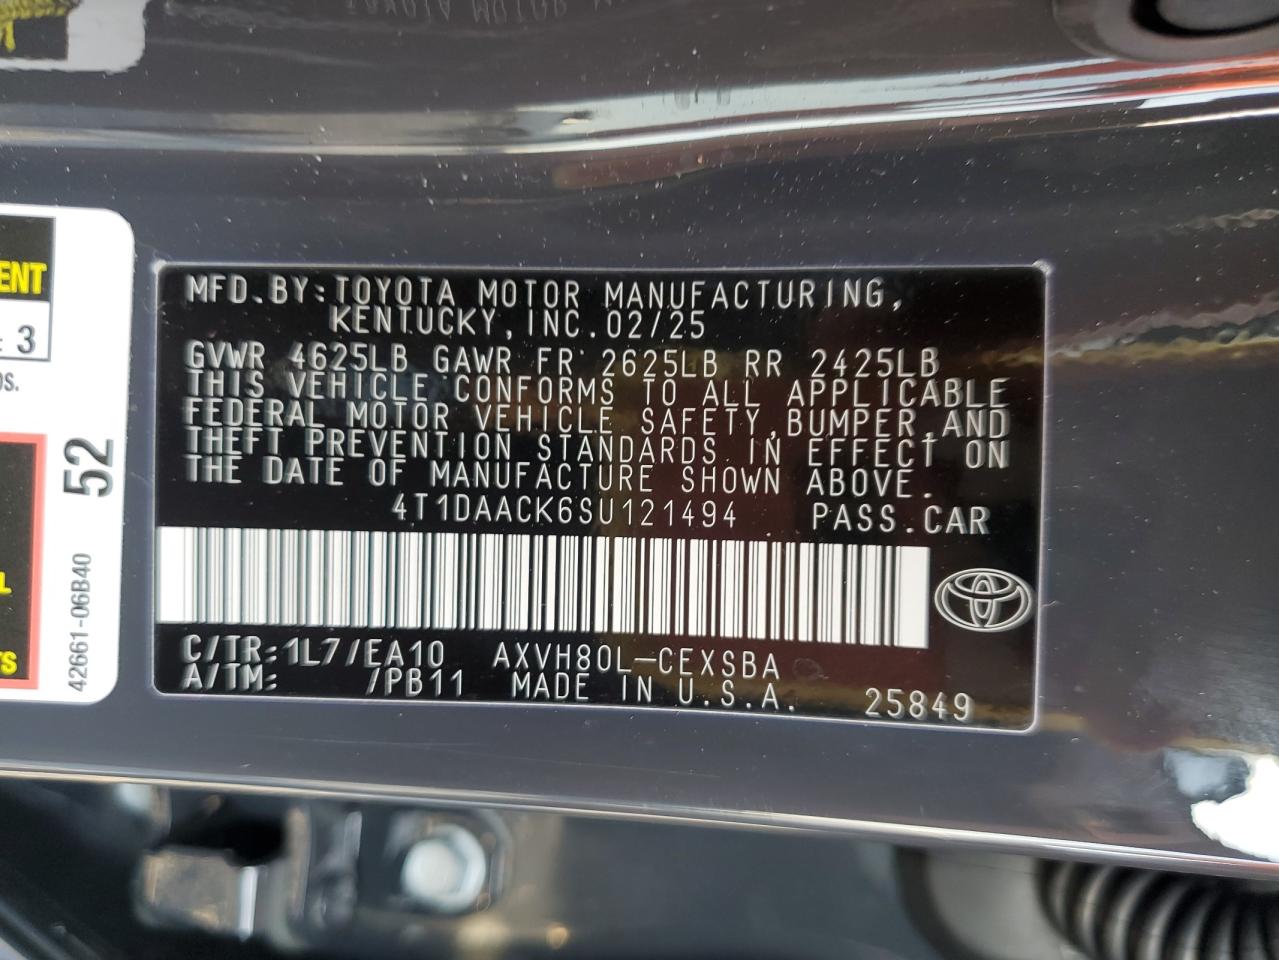 MFD.BY:TOYOTA MOTOR MANUFACTURING,
KENTUCKY,INC.02/25
GVWR 4625LB GAWR FR 2625LB RR 2425LB
THIS VEHICLE CONFORMS TO ALL APPLICABLE
FEDERAL MOTOR VEHICLE SAFETY,BUMPER,AND
THEFT PREVENTION STANDARDS IN EFFECT ON
THE DATE OF MANUFACTURE SHOWN ABOVE.
4T1DAACK6SU121494 PASS.CAR
C/TR:1L7/EA10 AXVH80L-CEXSBA
A/TM: /PB11 MADE IN U.S.A. 25849
3
52
42661-06B40